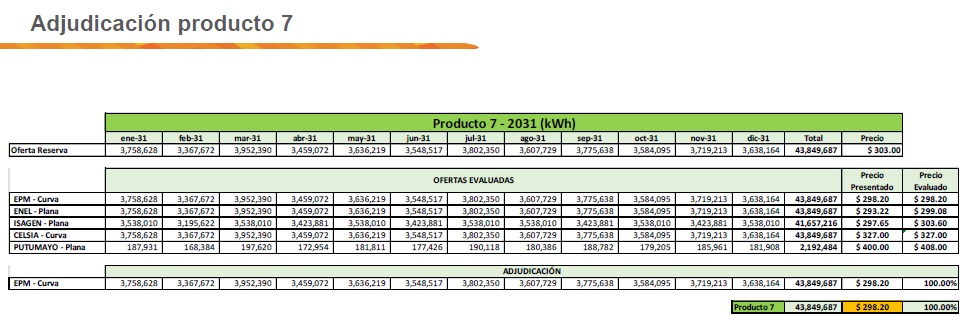 Adjudicación producto 7
Producto 7 - 2031 (kWh)
ene-31 feb-31 mar-31 abr-31 may-31 jun-31 jul-31 ago-31 sep-31 oct-31 nov-31 dic-31 Total Precio
Oferta Reserva 3,758,628 3,367,672 3,952,390 3,459,072 3,636,219 3,548,517 3,802,350 3,607,729 3,775,638 3,584,095 3,719,213 3,638,164 43,849,687 $ 303.00
OFERTAS EVALUADAS Precio Presentado Precio Evaluado
EPM - Curva 3,758,628 3,367,672 3,952,390 3,459,072 3,636,219 3,548,517 3,802,350 3,607,729 3,775,638 3,584,095 3,719,213 3,638,164 43,849,687 $ 298.20 $ 298.20
ENEL - Plana 3,758,628 3,367,672 3,952,390 3,459,072 3,636,219 3,548,517 3,802,350 3,607,729 3,775,638 3,584,095 3,719,213 3,638,164 43,849,687 $ 293.22 $ 299.08
ISAGEN - Plana 3,538,010 3,195,622 3,538,010 3,423,881 3,538,010 3,423,881 3,538,010 3,538,010 3,423,881 3,538,010 3,423,881 3,538,010 41,657,216 $ 297.65 $ 303.60
CELSIA - Curva 3,758,628 3,367,672 3,952,390 3,459,072 3,636,219 3,548,517 3,802,350 3,607,729 3,775,638 3,584,095 3,719,213 3,638,164 43,849,687 $ 327.00 $ 327.00
PUTUMAYO - Plana 187,931 168,384 197,620 172,954 181,811 177,426 190,118 180,386 188,782 179,205 185,961 181,908 2,192,484 $ 400.00 $ 408.00
ADJUDICACIÓN
EPM - Curva 3,758,628 3,367,672 3,952,390 3,459,072 3,636,219 3,548,517 3,802,350 3,607,729 3,775,638 3,584,095 3,719,213 3,638,164 43,849,687 $ 298.20 100.00%
Producto 7 43,849,687 $ 298.20 100.00%